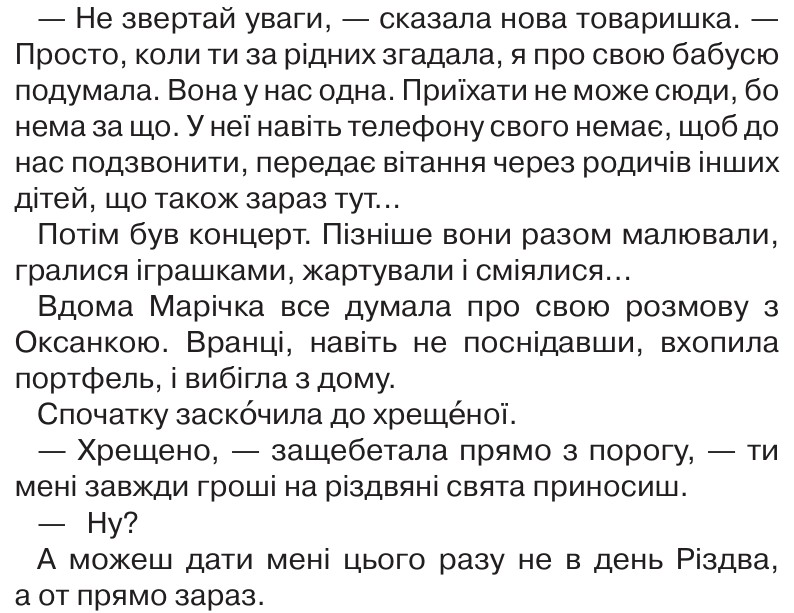 — Не звертай уваги, — сказала нова товаришка. —
Просто, коли ти за рідних згадала, я про свою бабусю
подумала. Вона у нас одна. Приїхати не може сюди, бо
нема за що. У неї навіть телефону свого немає, щоб до
нас подзвонити, передає вітання через родичів інших
дітей, що також зараз тут...
Потім був концерт. Пізніше вони разом малювали,
гралися іграшками, жартували і сміялися...
Вдома Марічка все думала про свою розмову з
Оксанкою. Вранці, навіть не поснідавши, вхопила
портфель, і вибігла з дому.
Спочатку заско́чила до хреще́ної.
— Хрещено, — защебетала прямо з порогу, — ти
мені завжди гроші на різдвяні свята приносиш.
— Ну?
А можеш дати мені цього разу не в день Різдва,
а от прямо зараз.